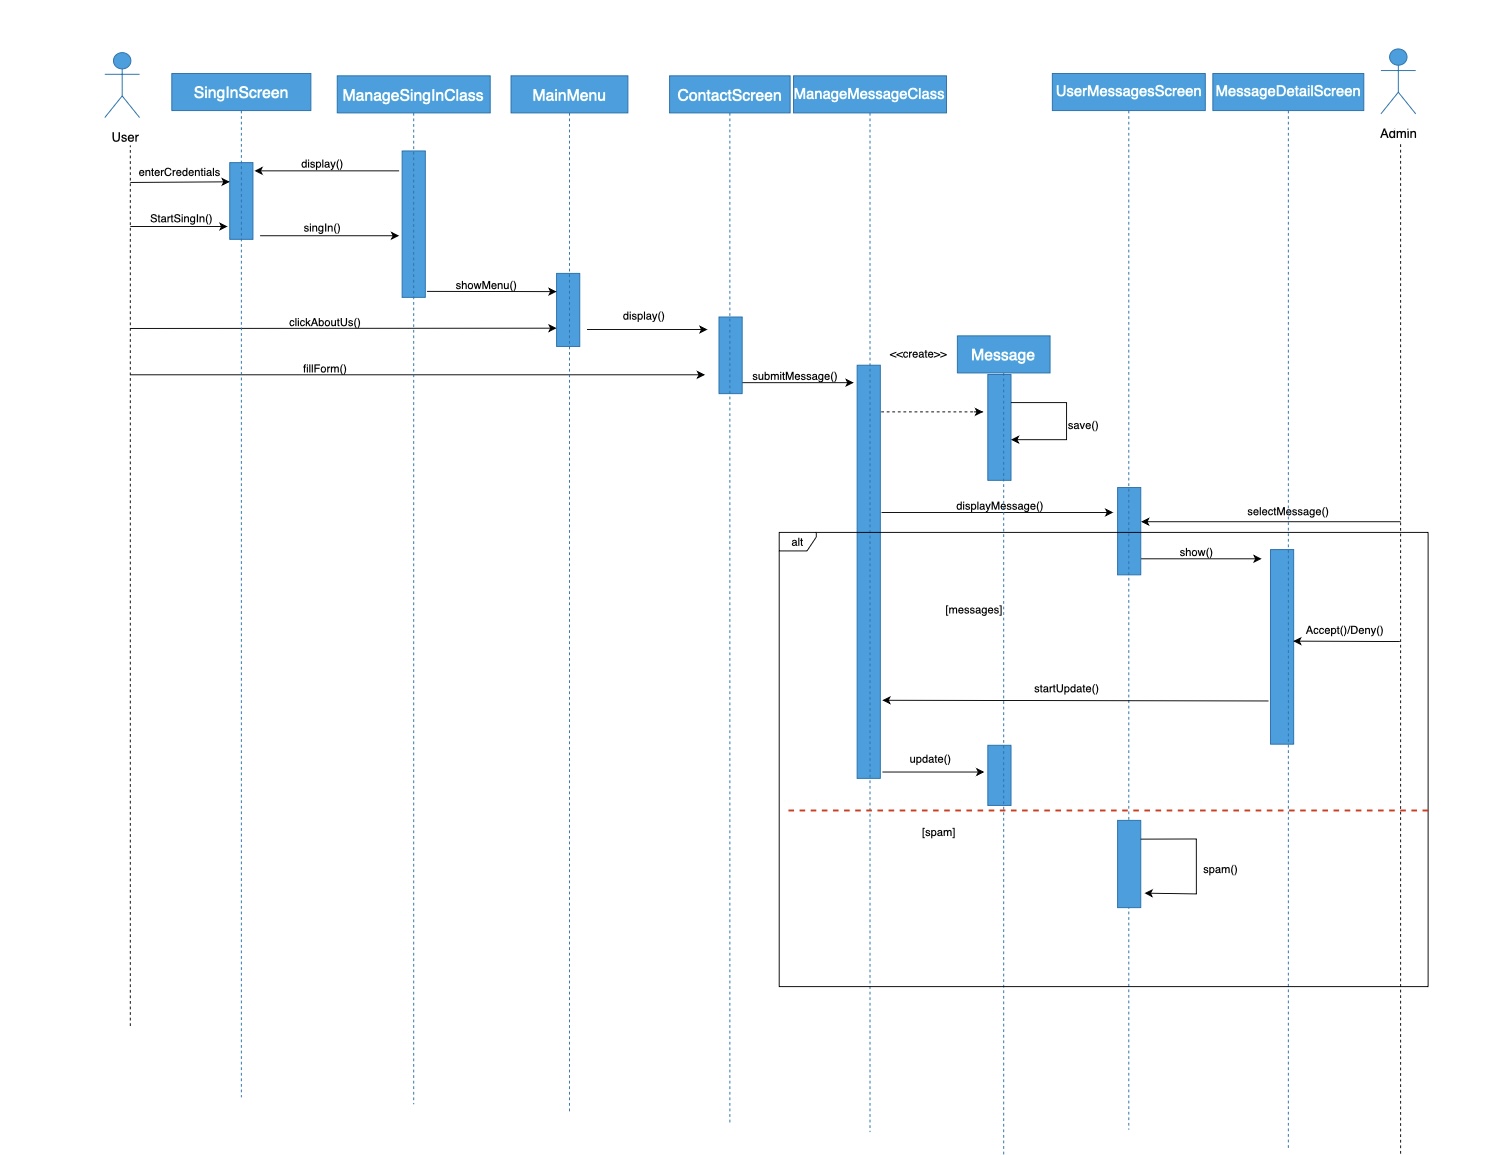 User
SingInScreen
ManageSingInClass
MainMenu
ContactScreen
ManageMessageClass
UserMessagesScreen
MessageDetailScreen
Admin
display()
enterCredentials
StartSingIn()
singIn()
showMenu()
clickAboutUs()
display()
<<create>>
Message
fillForm()
submitMessage()
save()
displayMessage()
selectMessage()
alt
show()
[messages]
Accept()/Deny()
startUpdate()
update()
[spam]
spam()